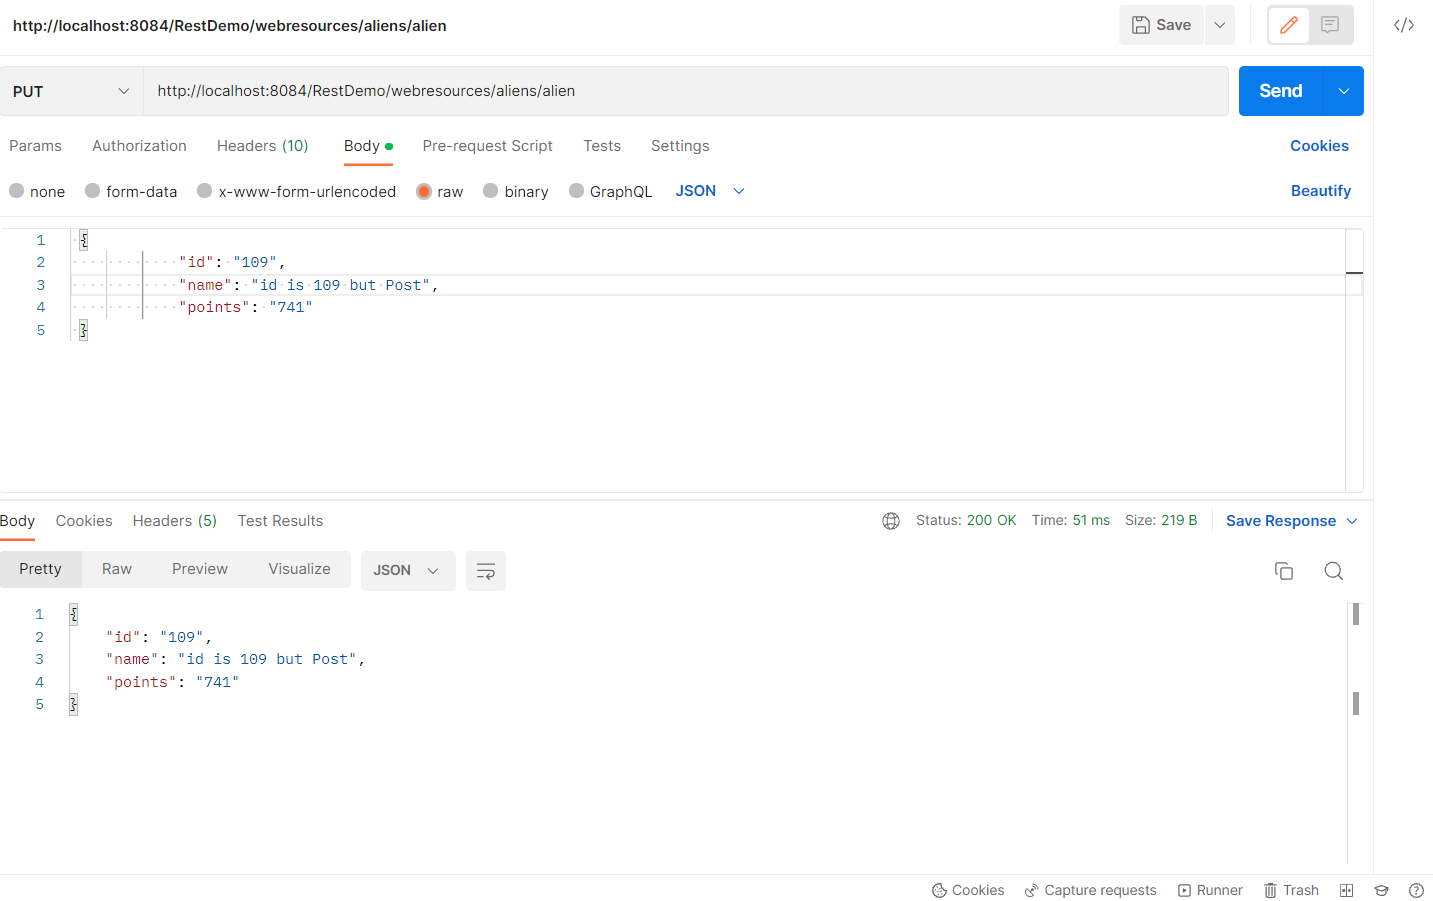 http://localhost:8084/RestDemo/webresources/aliens/alien
Save
PUT
http://localhost:8084/RestDemo/webresources/aliens/alien
Send
Params Authorization Headers (10) Body Pre-request Script Tests Settings Cookies
none form-data x-www-form-urlencoded raw binary GraphQL JSON Beautify
1 {
2 "id": "109",
3 "name": "id is 109 but Post",
4 "points": "741"
5 }
Body Cookies Headers (5) Test Results Status: 200 OK Time: 51 ms Size: 219 B Save Response
Pretty Raw Preview Visualize JSON
1 {
2 "id": "109",
3 "name": "id is 109 but Post",
4 "points": "741"
5 }
Cookies Capture requests Runner Trash